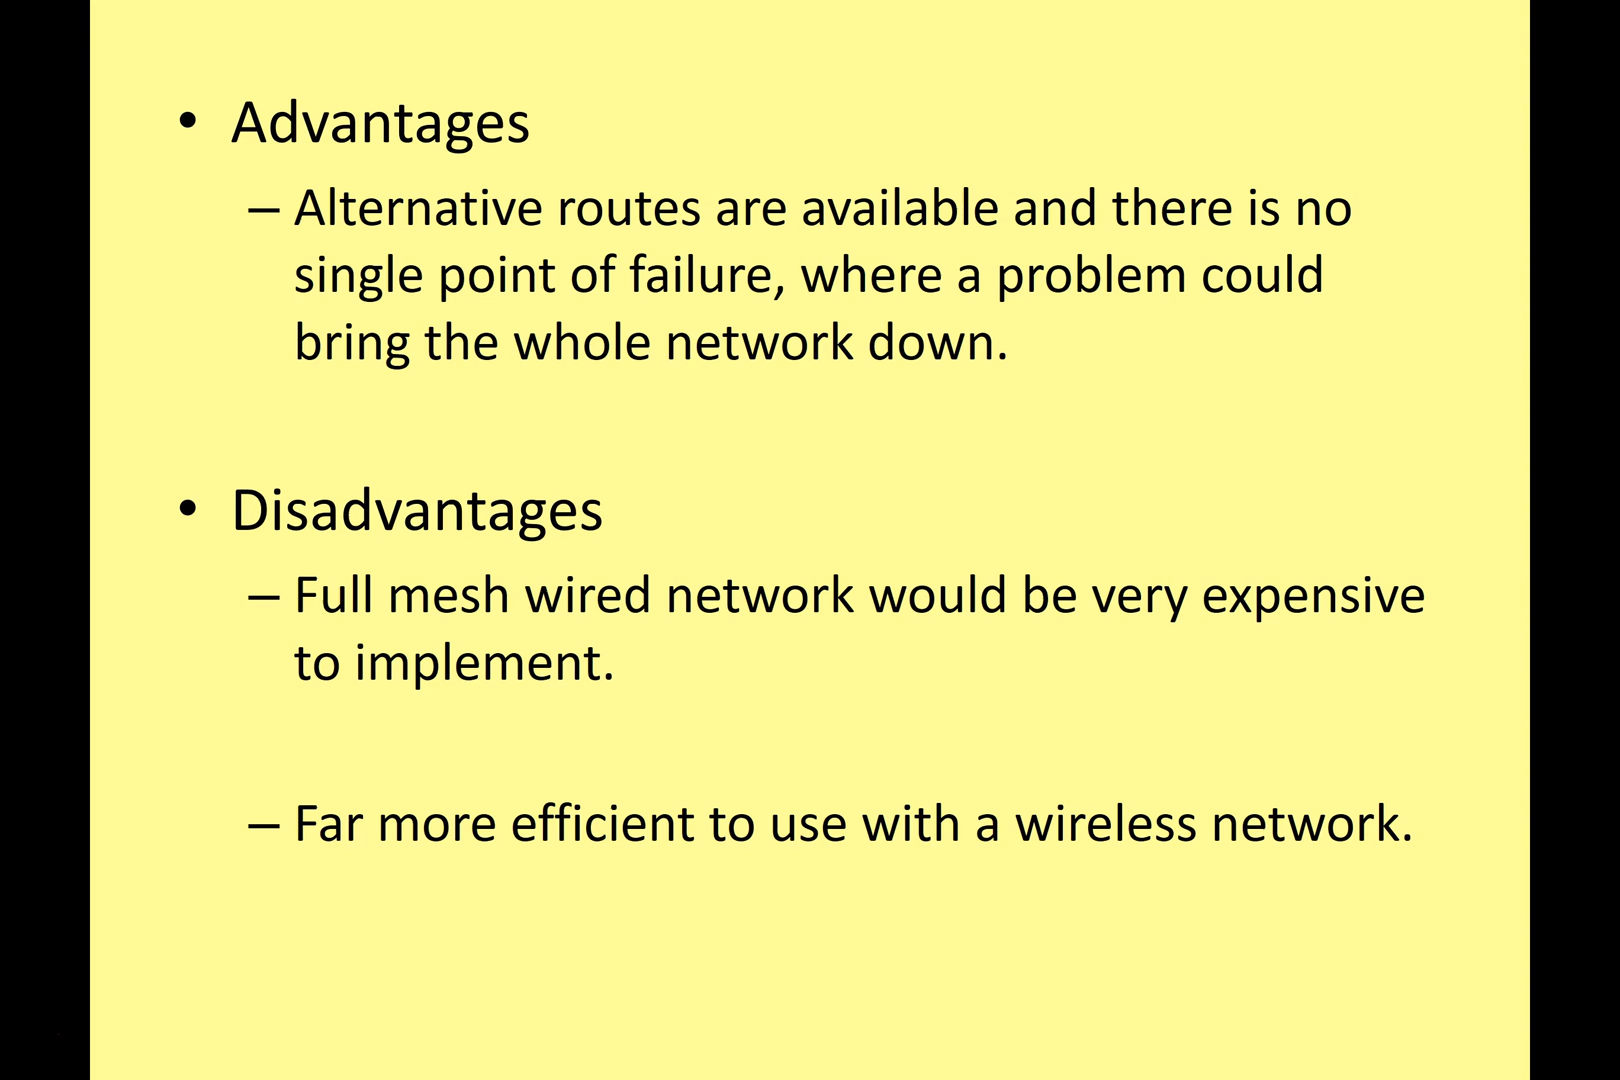 • Advantages
– Alternative routes are available and there is no
single point of failure, where a problem could
bring the whole network down.
• Disadvantages
– Full mesh wired network would be very expensive
to implement.
– Far more efficient to use with a wireless network.